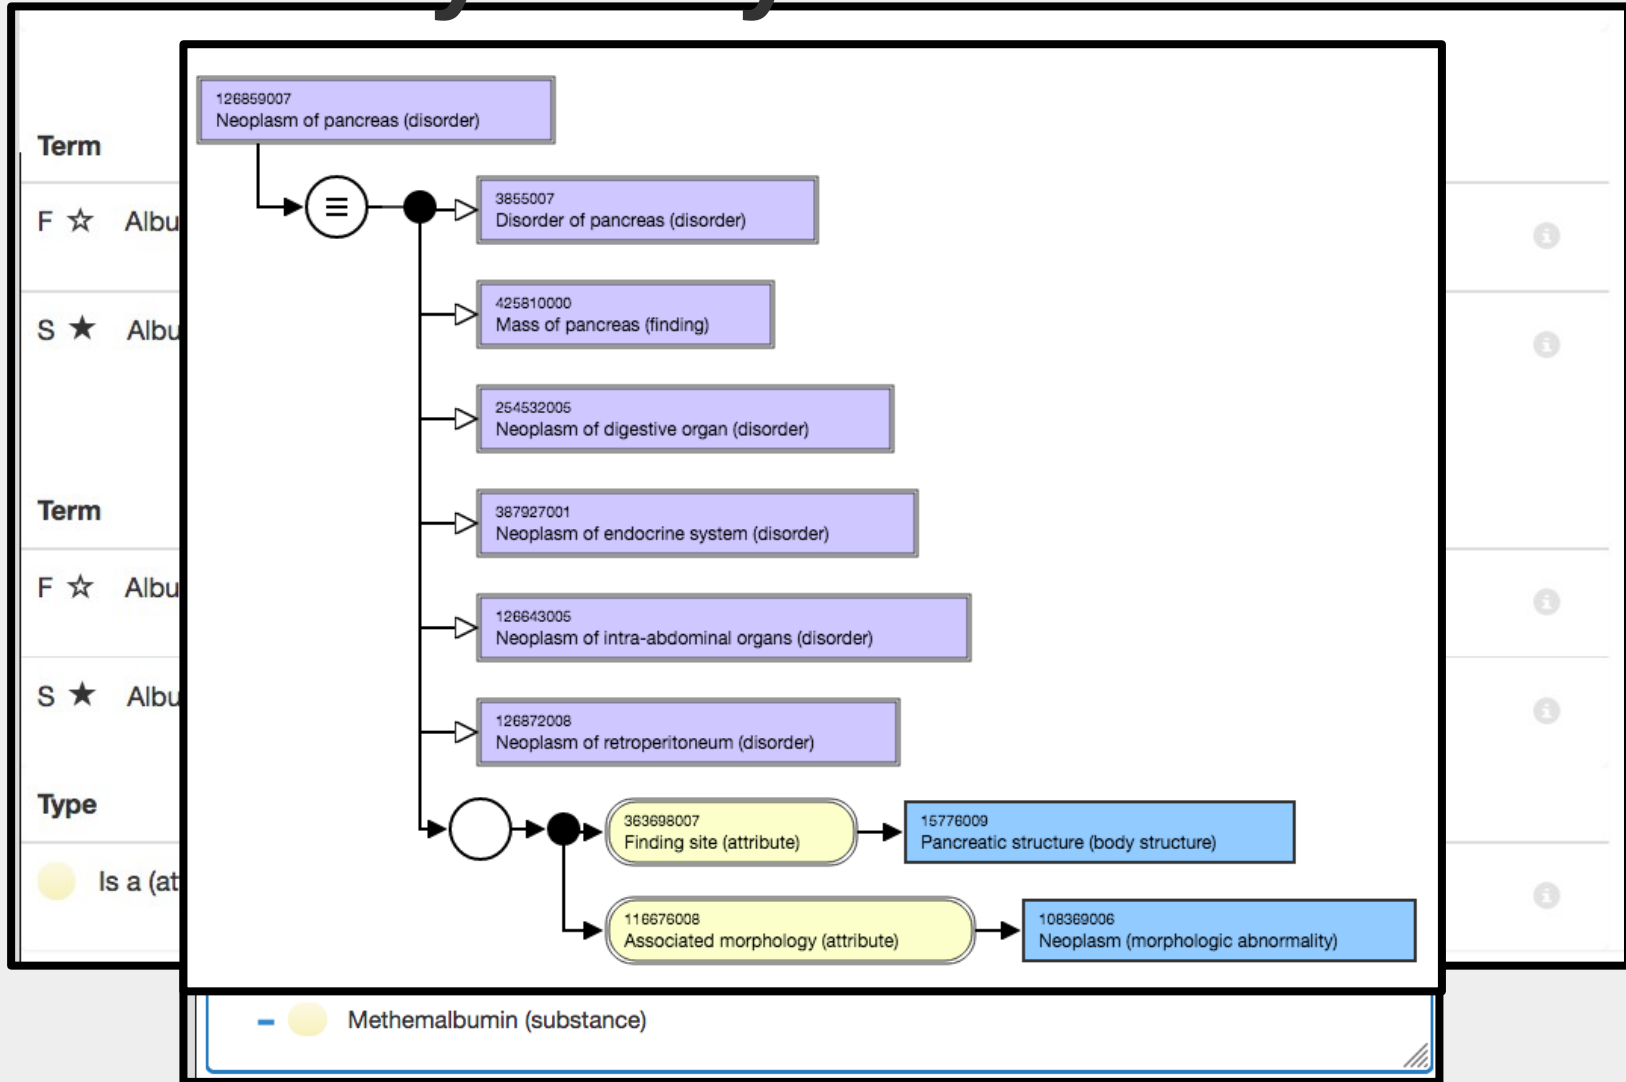 126859007
Neoplasm of pancreas (disorder)
Term
3855007
F ☆ Albu
Disorder of pancreas (disorder)
425810000
S ★ Albu
Mass of pancreas (finding)
254532005
Neoplasm of digestive organ (disorder)
Term
387927001
Neoplasm of endocrine system (disorder)
F ☆ Albu
126643005
Neoplasm of intra-abdominal organs (disorder)
S ★ Albu
126872008
Neoplasm of retroperitoneum (disorder)
Type
363698007
Finding site (attribute)
15776009
Pancreatic structure (body structure)
Is a (at
116676008
Associated morphology (attribute)
108369006
Neoplasm (morphologic abnormality)
Methemalbumin (substance)